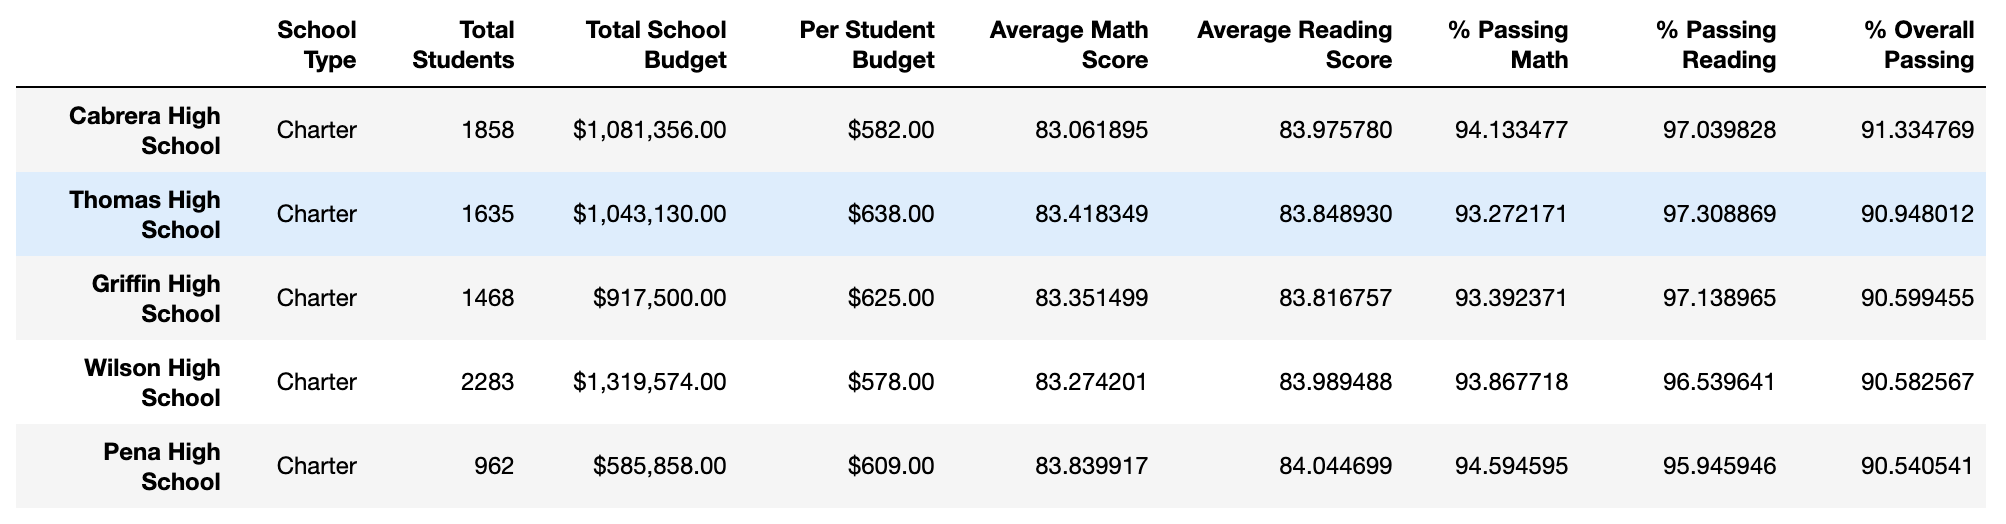 School Total Total School Per Student Average Math Average Reading % Passing % Passing % Overall
Type Students Budget Budget Score Score Math Reading Passing
Cabrera High
School Charter 1858 $1,081,356.00 $582.00 83.061895 83.975780 94.133477 97.039828 91.334769
Thomas High
School Charter 1635 $1,043,130.00 $638.00 83.418349 83.848930 93.272171 97.308869 90.948012
Griffin High
School Charter 1468 $917,500.00 $625.00 83.351499 83.816757 93.392371 97.138965 90.599455
Wilson High
School Charter 2283 $1,319,574.00 $578.00 83.274201 83.989488 93.867718 96.539641 90.582567
Pena High
School Charter 962 $585,858.00 $609.00 83.839917 84.044699 94.594595 95.945946 90.540541